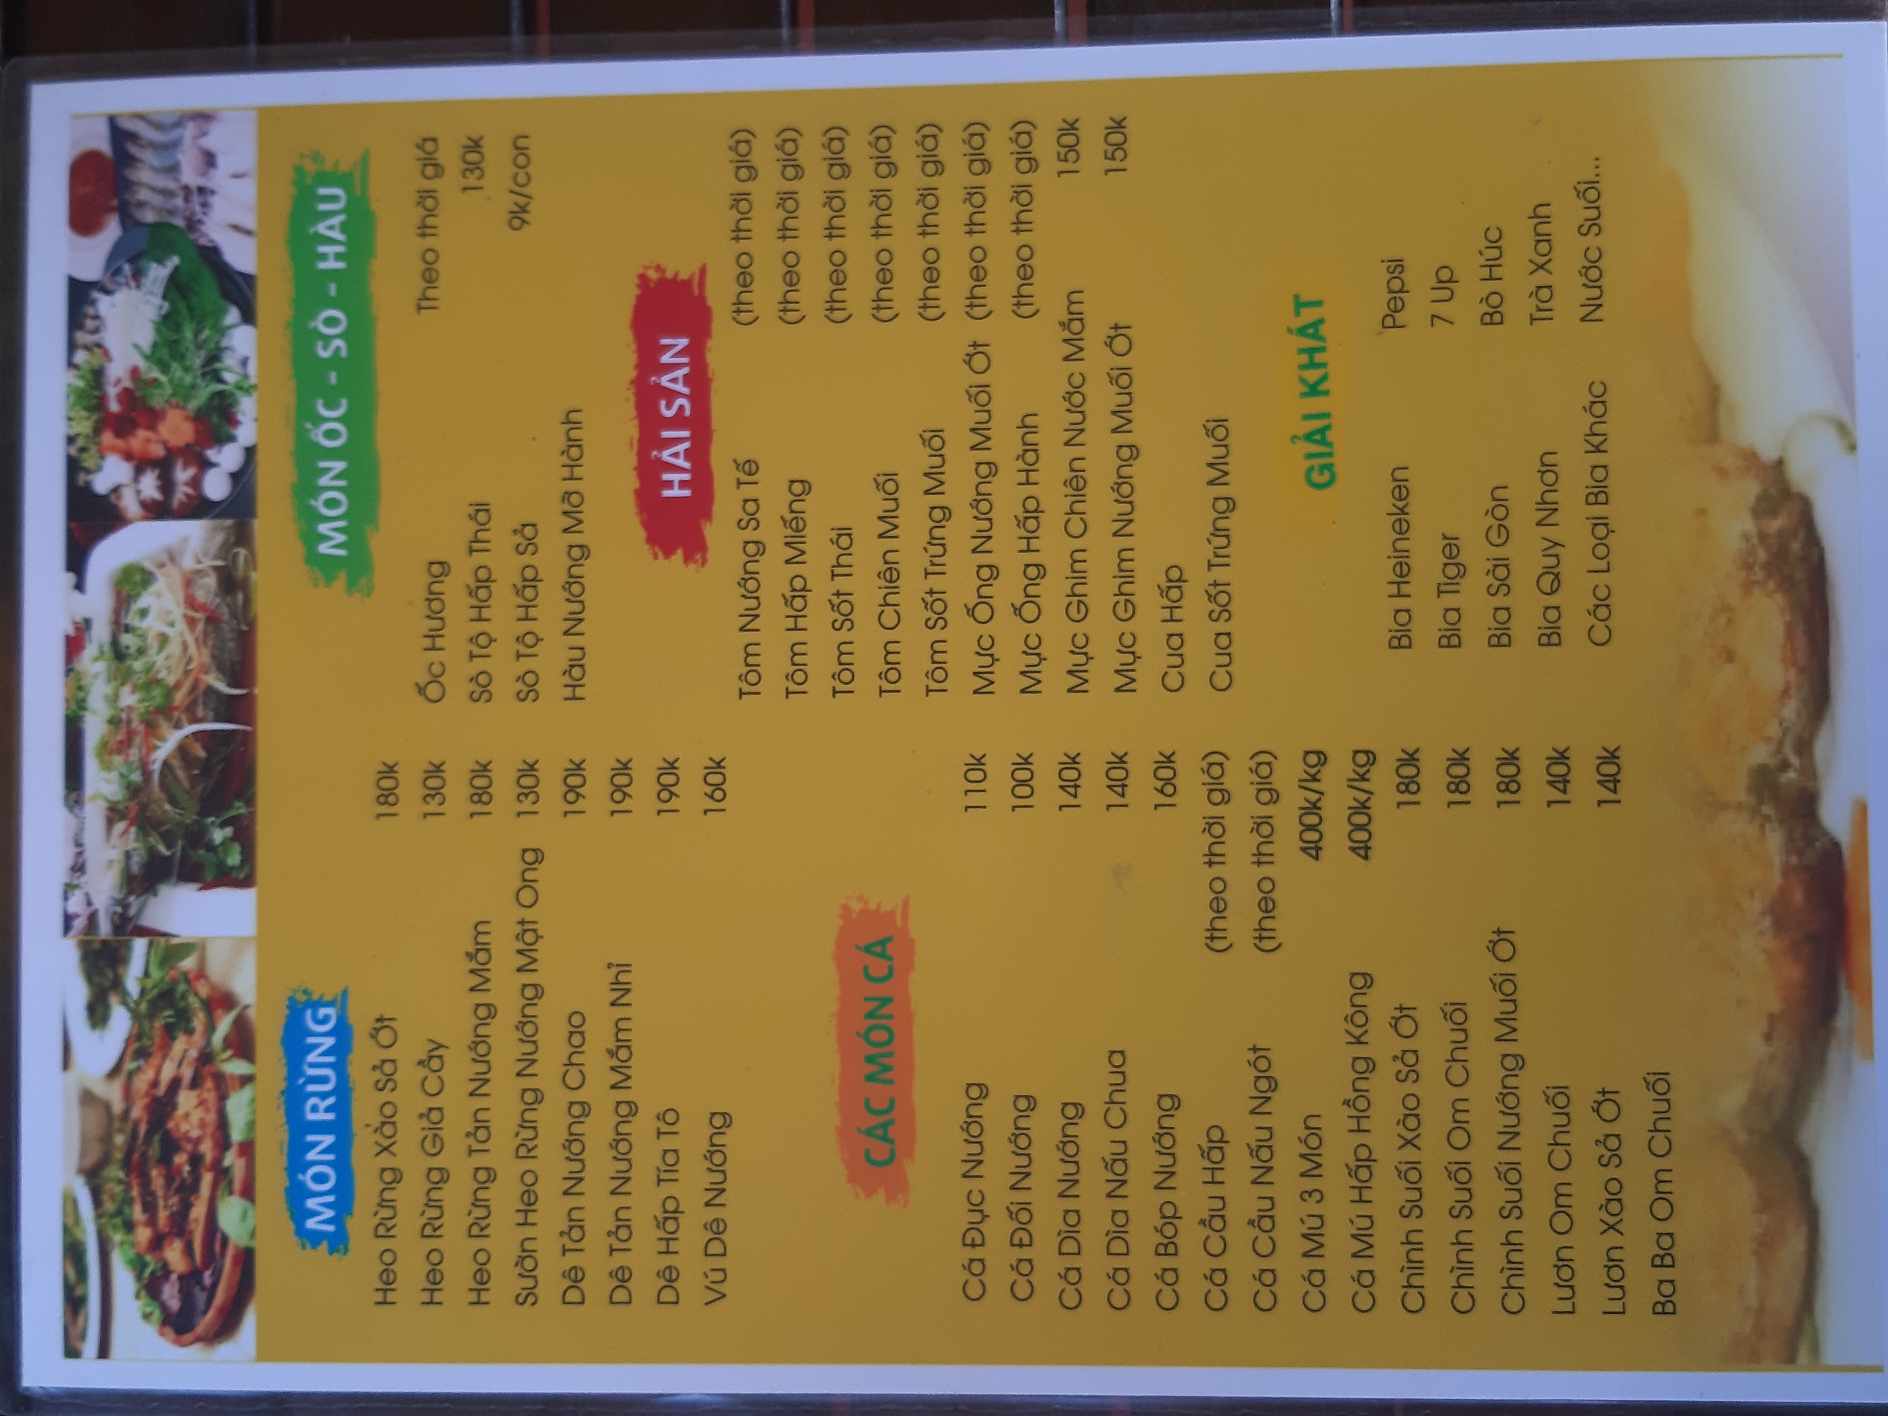 MÓN RỪNG
Heo Rừng Xào Sả Ớt 180k
Heo Rừng Giả Cầy 130k
Heo Rừng Tản Nướng Mắm 180k
Sườn Heo Rừng Nướng Mật Ong 130k
Dê Tản Nướng Chao 190k
Dê Tản Nướng Mắm Nhỉ 190k
Dê Hấp Tía Tô 190k
Vú Dê Nướng 160k
CÁC MÓN CÁ
Cá Đục Nướng 110k
Cá Đối Nướng 100k
Cá Dìa Nướng 140k
Cá Dìa Nấu Chua 140k
Cá Bóp Nướng 160k
Cá Cầu Hấp (theo thời giá)
Cá Cầu Nấu Ngót (theo thời giá)
Cá Mú 3 Món 400k/kg
Cá Mú Hấp Hồng Kông 400k/kg
Chình Suối Xào Sả Ớt 180k
Chình Suối Om Chuối 180k
Chình Suối Nướng Muối Ớt 180k
Lươn Om Chuối 140k
Lươn Xào Sả Ớt 140k
Ba Ba Om Chuối
MÓN ỐC - SÒ - HÀU
Ốc Hương Theo thời giá
Sò Tộ Hấp Thái 130k
Sò Tộ Hấp Sả 9k/con
Hàu Nướng Mỡ Hành
HẢI SẢN
Tôm Nướng Sa Tế (theo thời giá)
Tôm Hấp Miếng (theo thời giá)
Tôm Sốt Thái (theo thời giá)
Tôm Chiên Muối (theo thời giá)
Tôm Sốt Trứng Muối (theo thời giá)
Mực Ống Nướng Muối Ớt (theo thời giá)
Mực Ống Hấp Hành (theo thời giá)
Mực Ghim Chiên Nước Mắm 150k
Mực Ghim Nướng Muối Ớt 150k
Cua Hấp
Cua Sốt Trứng Muối
GIẢI KHÁT
Bia Heineken Pepsi
Bia Tiger 7 Up
Bia Sài Gòn Bò Húc
Bia Quy Nhơn Trà Xanh
Các Loại Bia Khác Nước Suối...